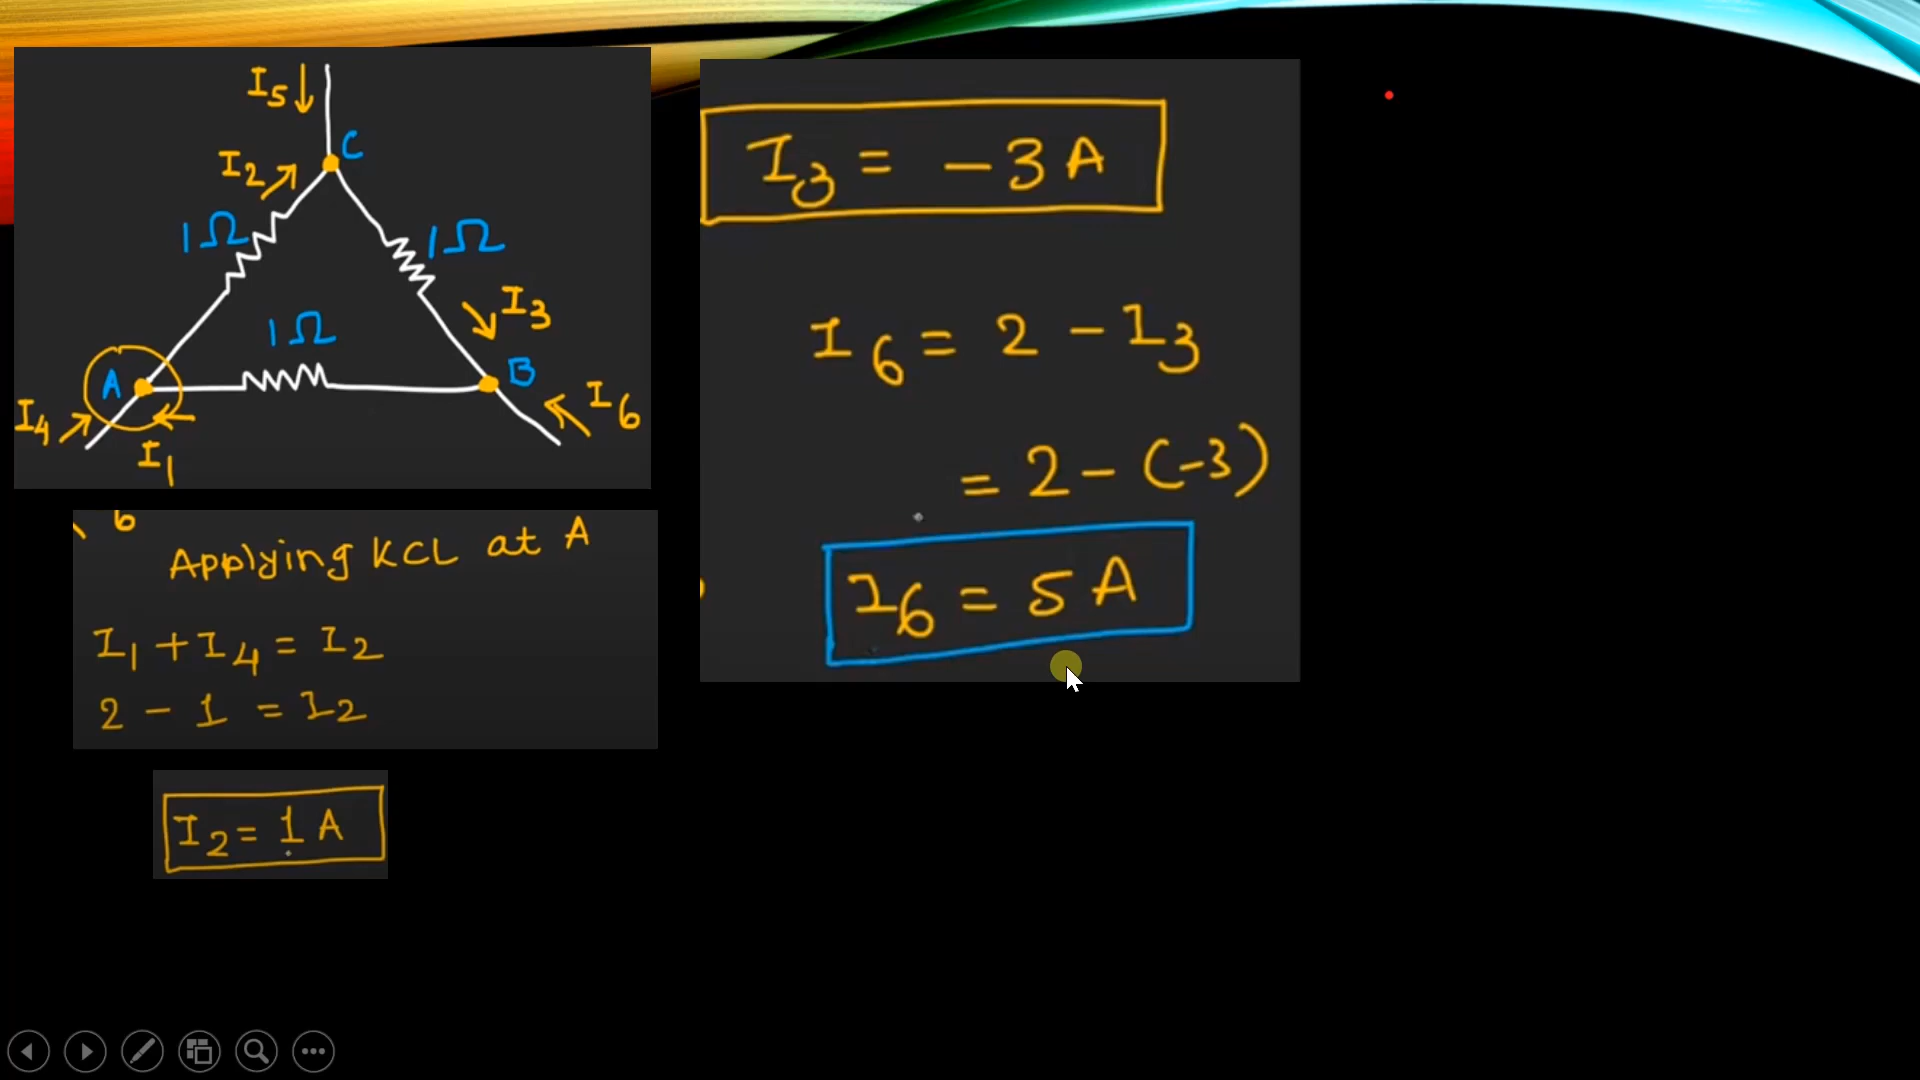 I5
C
I2
1Ω
1Ω
I3
1Ω
A
B
I4
I6
I1
6
Applying KCL at A
I1 + I4 = I2
2 - 1 = I2
I2 = 1 A
I3 = -3 A
I6 = 2 - I3
= 2 - (-3)
I6 = 5 A